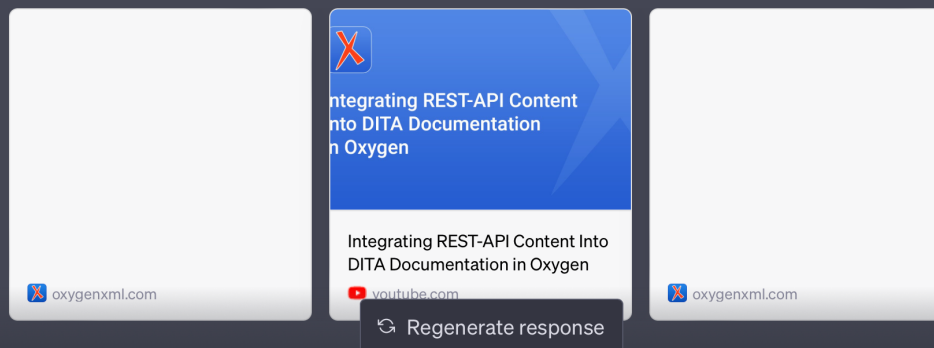 ntegrating REST-API Content
nto DITA Documentation
n Oxygen
Integrating REST-API Content Into
DITA Documentation in Oxygen
oxygenxml.com
youtube.com
oxygenxml.com
Regenerate response